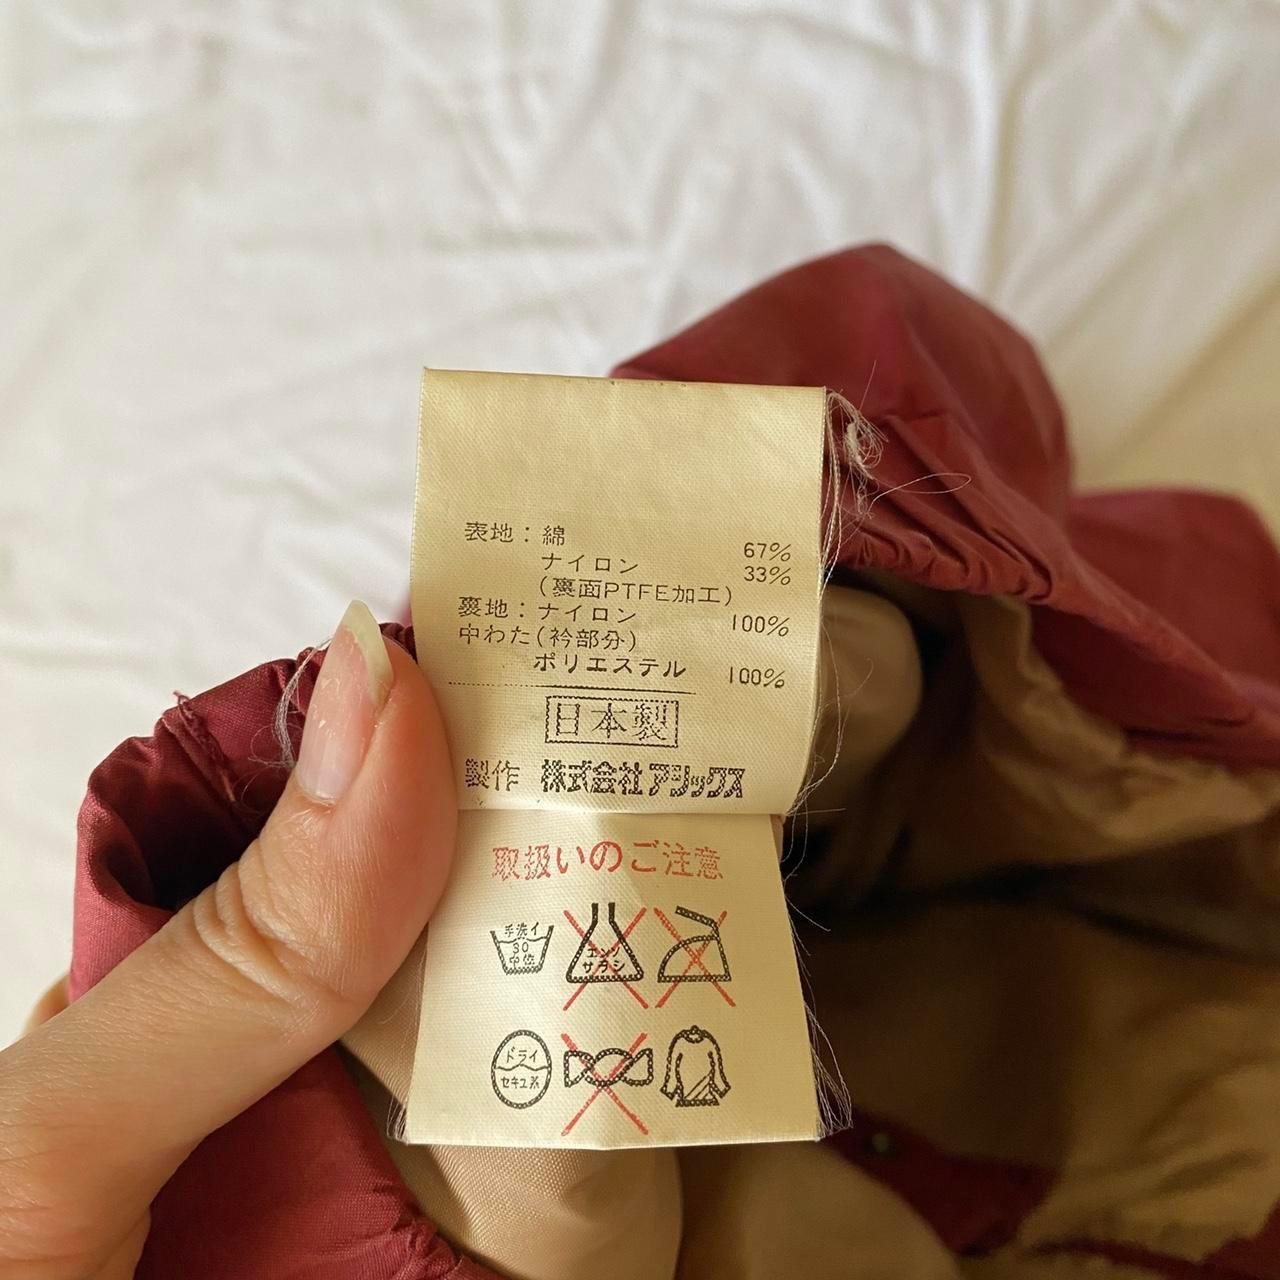 表地：綿 67%
ナイロン 33%
(裏面PTFE加工)
裏地：ナイロン 100%
中わた(衿部分)
ポリエステル 100%
日本製
製作 株式会社アシックス
取扱いのご注意
手洗イ
30
中位
エンソ
サラシ
ドライ
セキユ系